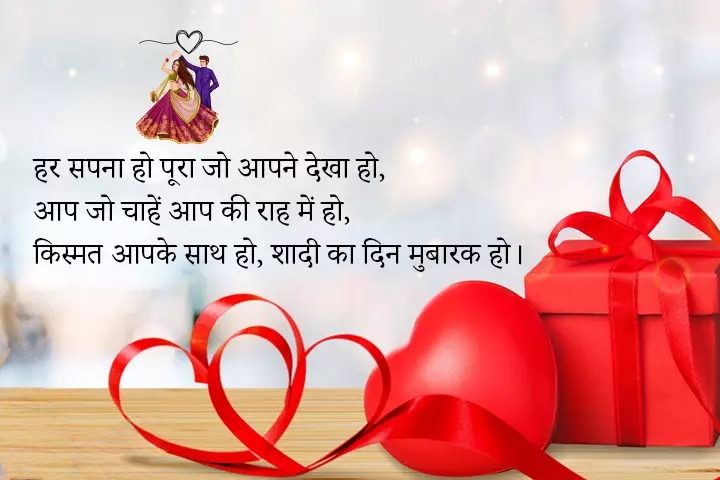 हर सपना हो पूरा जो आपने देखा हो,
आप जो चाहें आप की राह में हो,
किस्मत आपके साथ हो, शादी का दिन मुबारक हो।